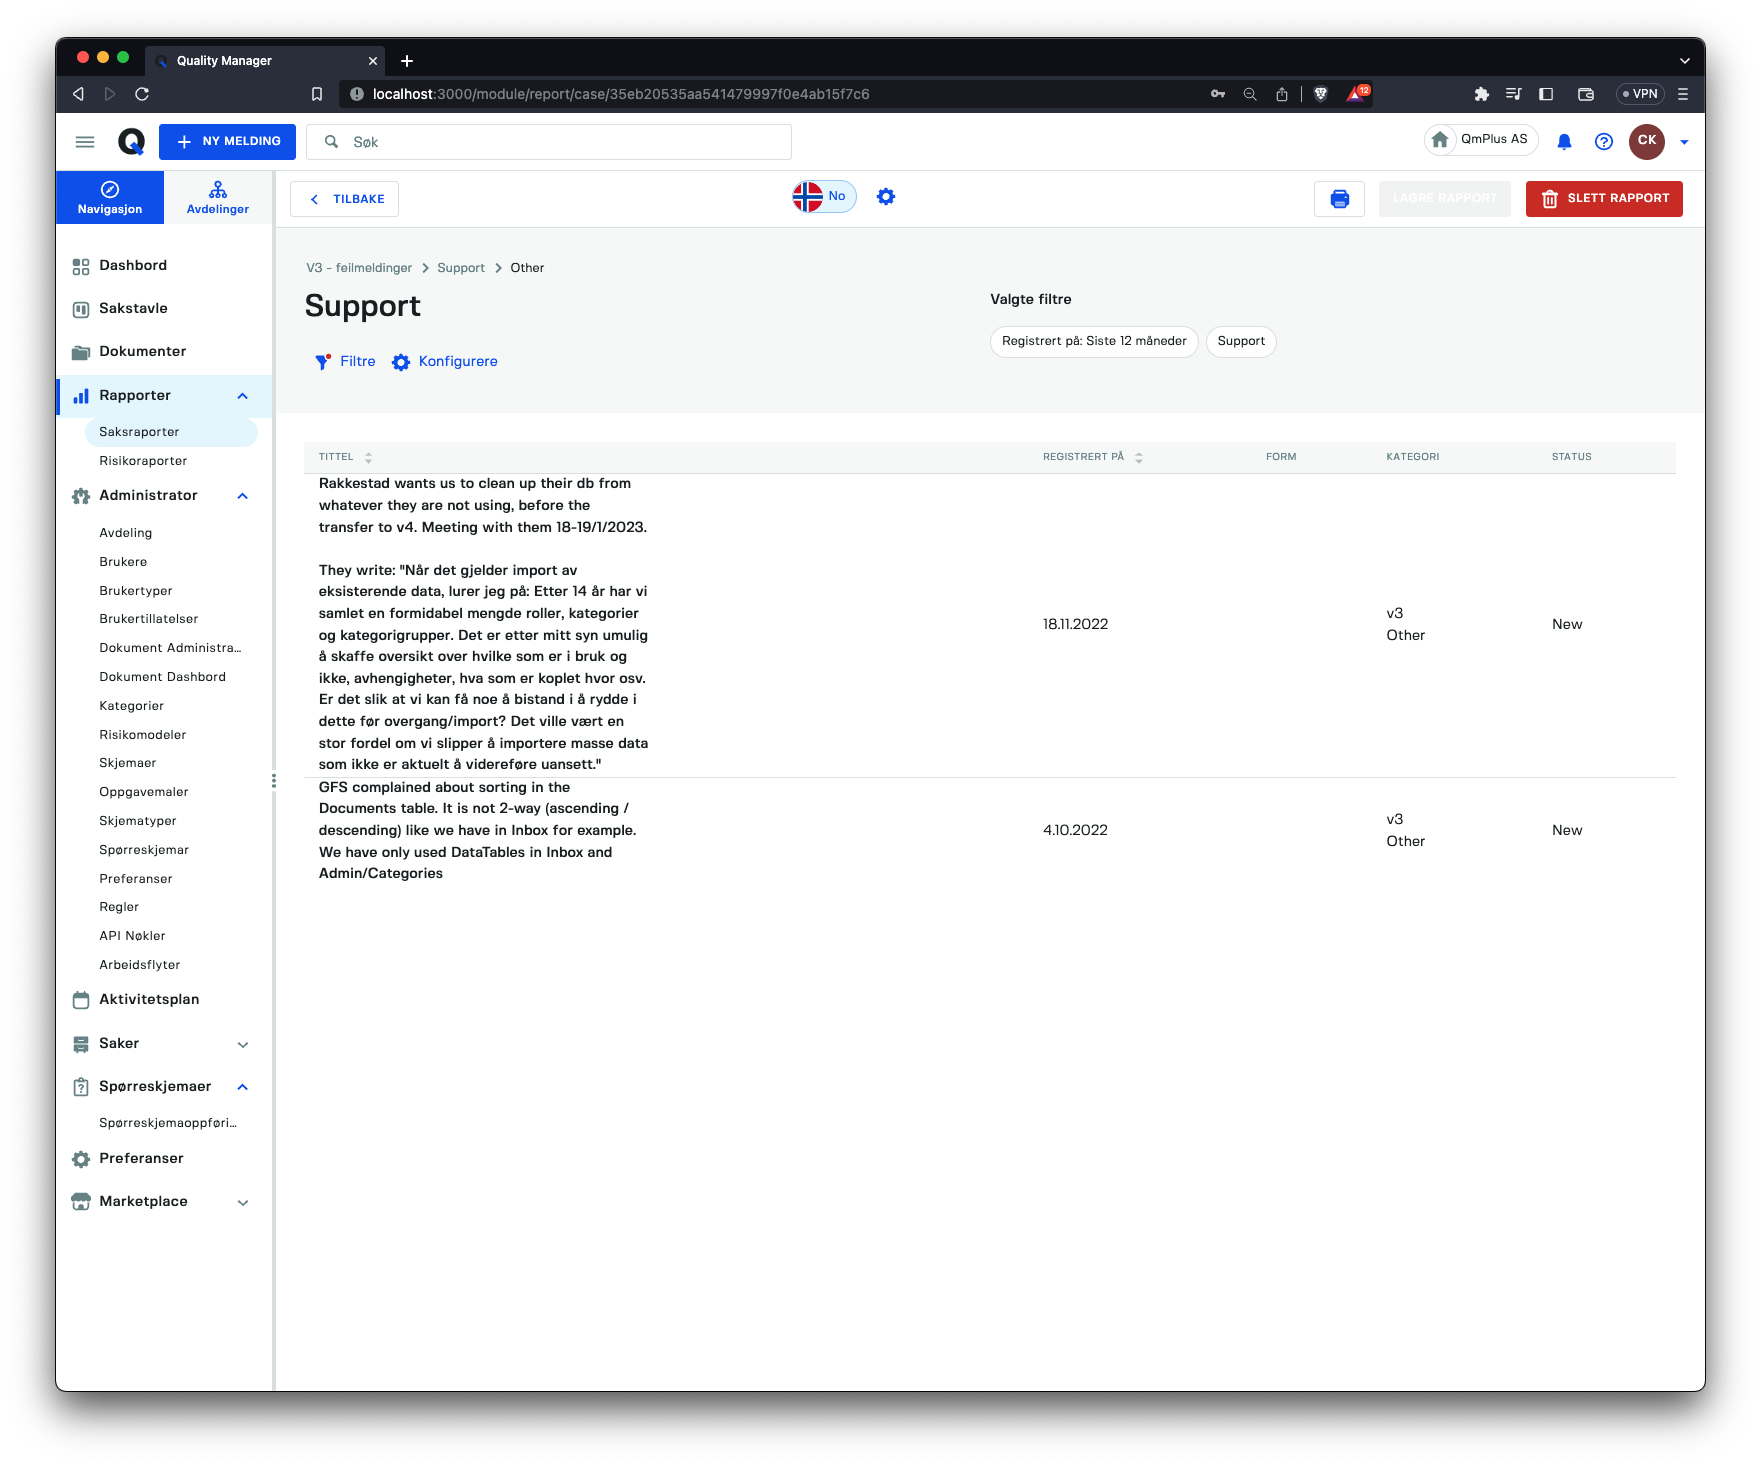 Quality Manager
localhost:3000/module/report/case/35eb20535aa541479997f0e4ab15f7c6
12
VPN
NY MELDING
Søk
QmPlus AS
CK
Navigasjon
Avdelinger
TILBAKE
No
LAGRE RAPPORT
SLETT RAPPORT
Dashbord
Sakstavle
Dokumenter
Rapporter
Saksraporter
Risikoraporter
Administrator
Avdeling
Brukere
Brukertyper
Brukertillatelser
Dokument Administra...
Dokument Dashbord
Kategorier
Risikomodeler
Skjemaer
Oppgavemaler
Skjematyper
Spørreskjemar
Preferanser
Regler
API Nøkler
Arbeidsflyter
Aktivitetsplan
Saker
Spørreskjemaer
Spørreskjemaoppføri...
Preferanser
Marketplace
V3 - feilmeldinger > Support > Other
Support
Filtre
Konfigurere
Valgte filtre
Registrert på: Siste 12 måneder
Support
TITTEL REGISTRERT PÅ FORM KATEGORI STATUS
Rakkestad wants us to clean up their db from
whatever they are not using, before the
transfer to v4. Meeting with them 18-19/1/2023.
They write: "Når det gjelder import av
eksisterende data, lurer jeg på: Etter 14 år har vi
samlet en formidabel mengde roller, kategorier
og kategorigrupper. Det er etter mitt syn umulig
å skaffe oversikt over hvilke som er i bruk og
ikke, avhengigheter, hva som er koplet hvor osv.
Er det slik at vi kan få noe å bistand i å rydde i
dette før overgang/import? Det ville vært en
stor fordel om vi slipper å importere masse data
som ikke er aktuelt å videreføre uansett."
18.11.2022
v3
Other
New
GFS complained about sorting in the
Documents table. It is not 2-way (ascending /
descending) like we have in Inbox for example.
We have only used DataTables in Inbox and
Admin/Categories
4.10.2022
v3
Other
New